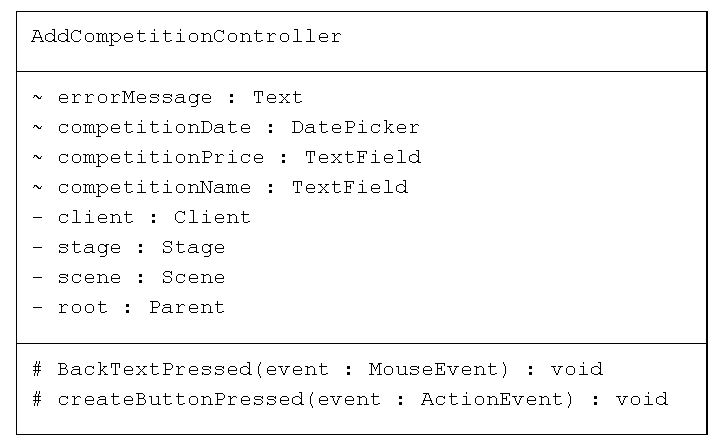 AddCompetitionController
~ errorMessage : Text
~ competitionDate : DatePicker
~ competitionPrice : TextField
~ competitionName : TextField
- client : Client
- stage : Stage
- scene : Scene
- root : Parent
# BackTextPressed(event : MouseEvent) : void
# createButtonPressed(event : ActionEvent) : void